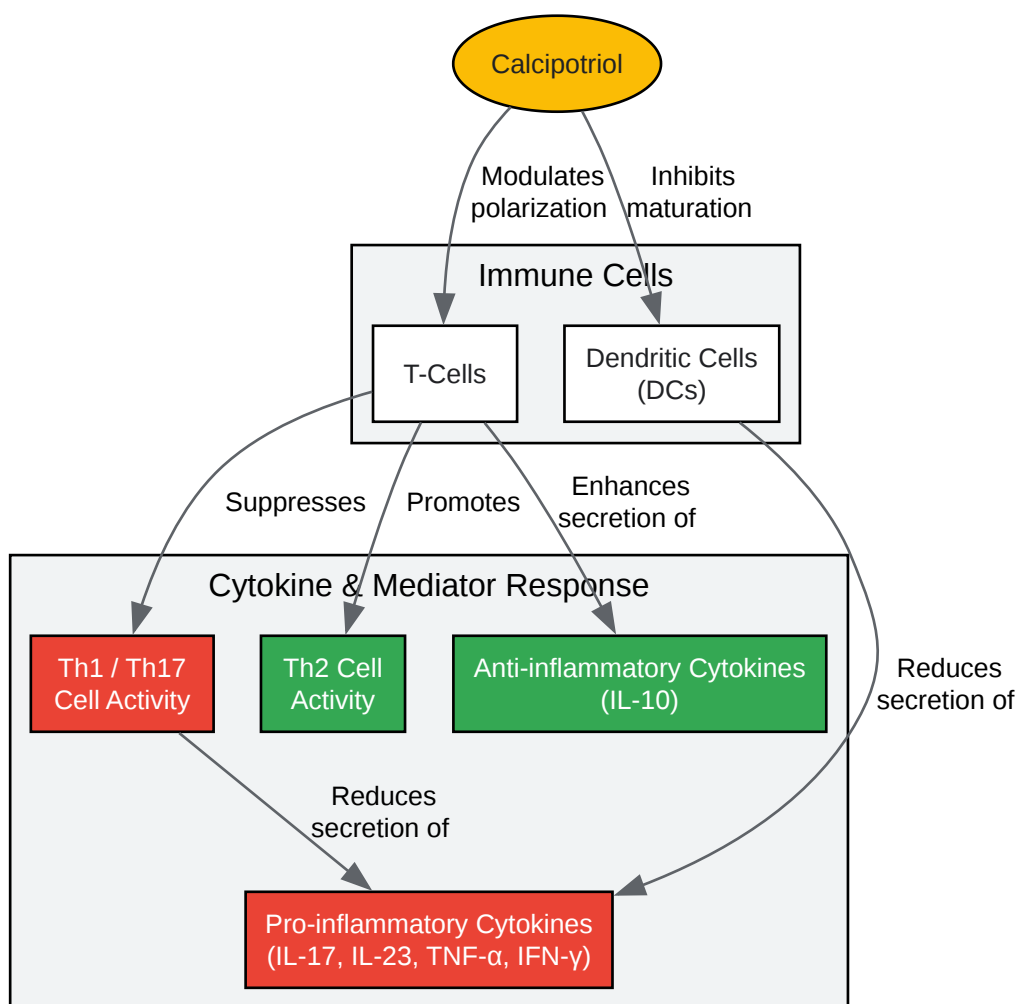 Calcipotriol
Modulates
polarization
Inhibits
maturation
Immune Cells
T-Cells
Dendritic Cells
(DCs)
Suppresses
Promotes
Enhances
secretion of
Cytokine & Mediator Response
Th1 / Th17
Cell Activity
Th2 Cell
Activity
Anti-inflammatory Cytokines
(IL-10)
Reduces
secretion of
Reduces
secretion of
Pro-inflammatory Cytokines
(IL-17, IL-23, TNF-α, IFN-γ)